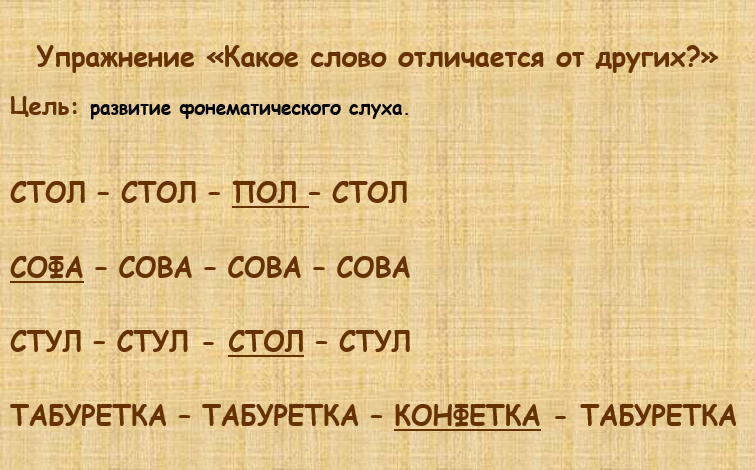 Упражнение «Какое слово отличается от других?»
Цель: развитие фонематического слуха.
СТОЛ – СТОЛ – ПОЛ – СТОЛ
СОФА – СОВА – СОВА – СОВА
СТУЛ – СТУЛ - СТОЛ – СТУЛ
ТАБУРЕТКА – ТАБУРЕТКА – КОНФЕТКА - ТАБУРЕТКА